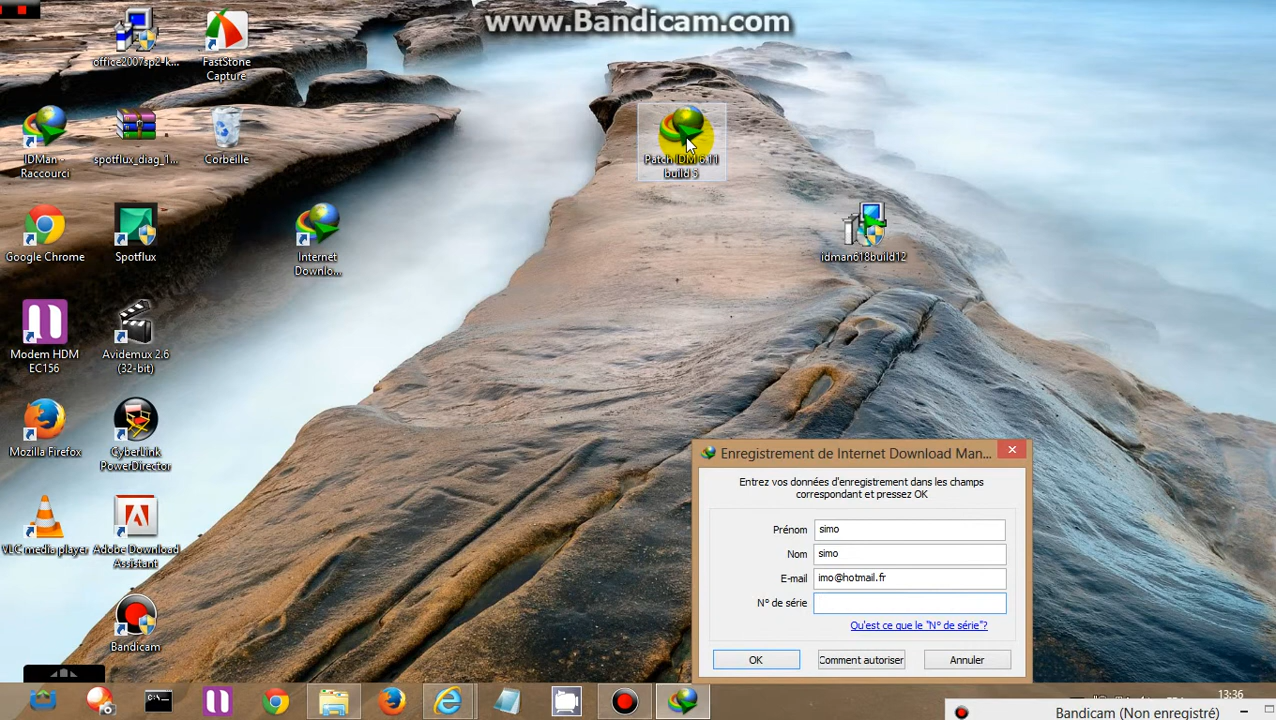 www.Bandicam.com
office2007sp2-k...
FastStone
Capture
IDMan -
Raccourci
spotflux_diag_1...
Corbeille
Patch IDM 6.11
build 5
Google Chrome
Spotflux
Internet
Downlo...
idman618build12
Modem HDM
EC156
Avidemux 2.6
(32-bit)
Mozilla Firefox
CyberLink
PowerDirector
VLC media player
Adobe Download
Assistant
Bandicam
Enregistrement de Internet Download Man...
Entrez vos données d'enregistrement dans les champs
correspondant et pressez OK
Prénom
simo
Nom
simo
E-mail
imo@hotmail.fr
N° de série
Qu'est ce que le "N° de série"?
OK
Comment autoriser
Annuler
13:36
Bandicam (Non enregistré)